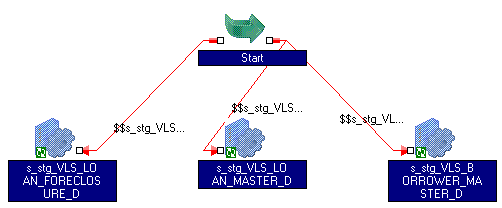 Start
$$s_stg_VLS...
$$s_stg_VLS...
$$s_stg_VL...
s_stg_VLS_LO
AN_FORECLOS
URE_D
s_stg_VLS_LO
AN_MASTER_D
s_stg_VLS_B
ORROWER_MA
STER_D